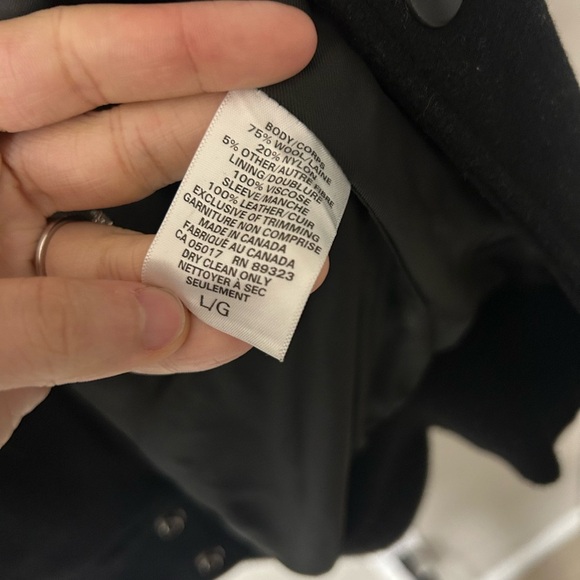 BODY/CORPS
75% WOOL/LAINE
20% NYLON
5% OTHER/AUTRE FIBRE
LINING/DOUBLURE
100% VISCOSE
SLEEVE/MANCHE
100% LEATHER/CUIR
EXCLUSIVE OF TRIMMING
GARNITURE NON COMPRISE
MADE IN CANADA
FABRIQUÉ AU CANADA
CA 05017 RN 89323
DRY CLEAN ONLY
NETTOYER À SEC
SEULEMENT
L/G